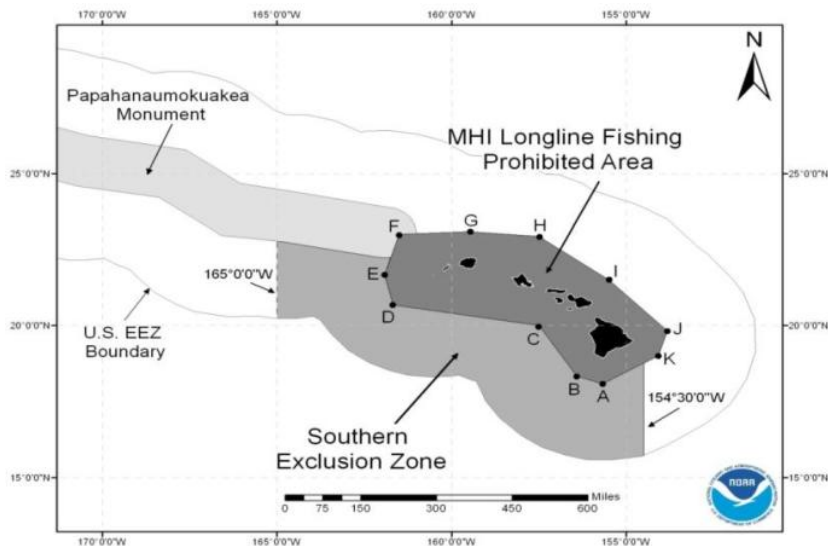 170°0'0"W 165°0'0"W 160°0'0"W 155°0'0"W
N
Papahanaumokuakea
Monument
MHI Longline Fishing
Prohibited Area
25°0'0"N 25°0'0"N
F G H
I
165°0'0"W
E
D
20°0'0"N 20°0'0"N
J
C
K
U.S. EEZ
Boundary
B A
154°30'0"W
Southern
Exclusion Zone
15°0'0"N 15°0'0"N
NOAA
Miles
0 75 150 300 450 600
170°0'0"W 165°0'0"W 160°0'0"W 155°0'0"W